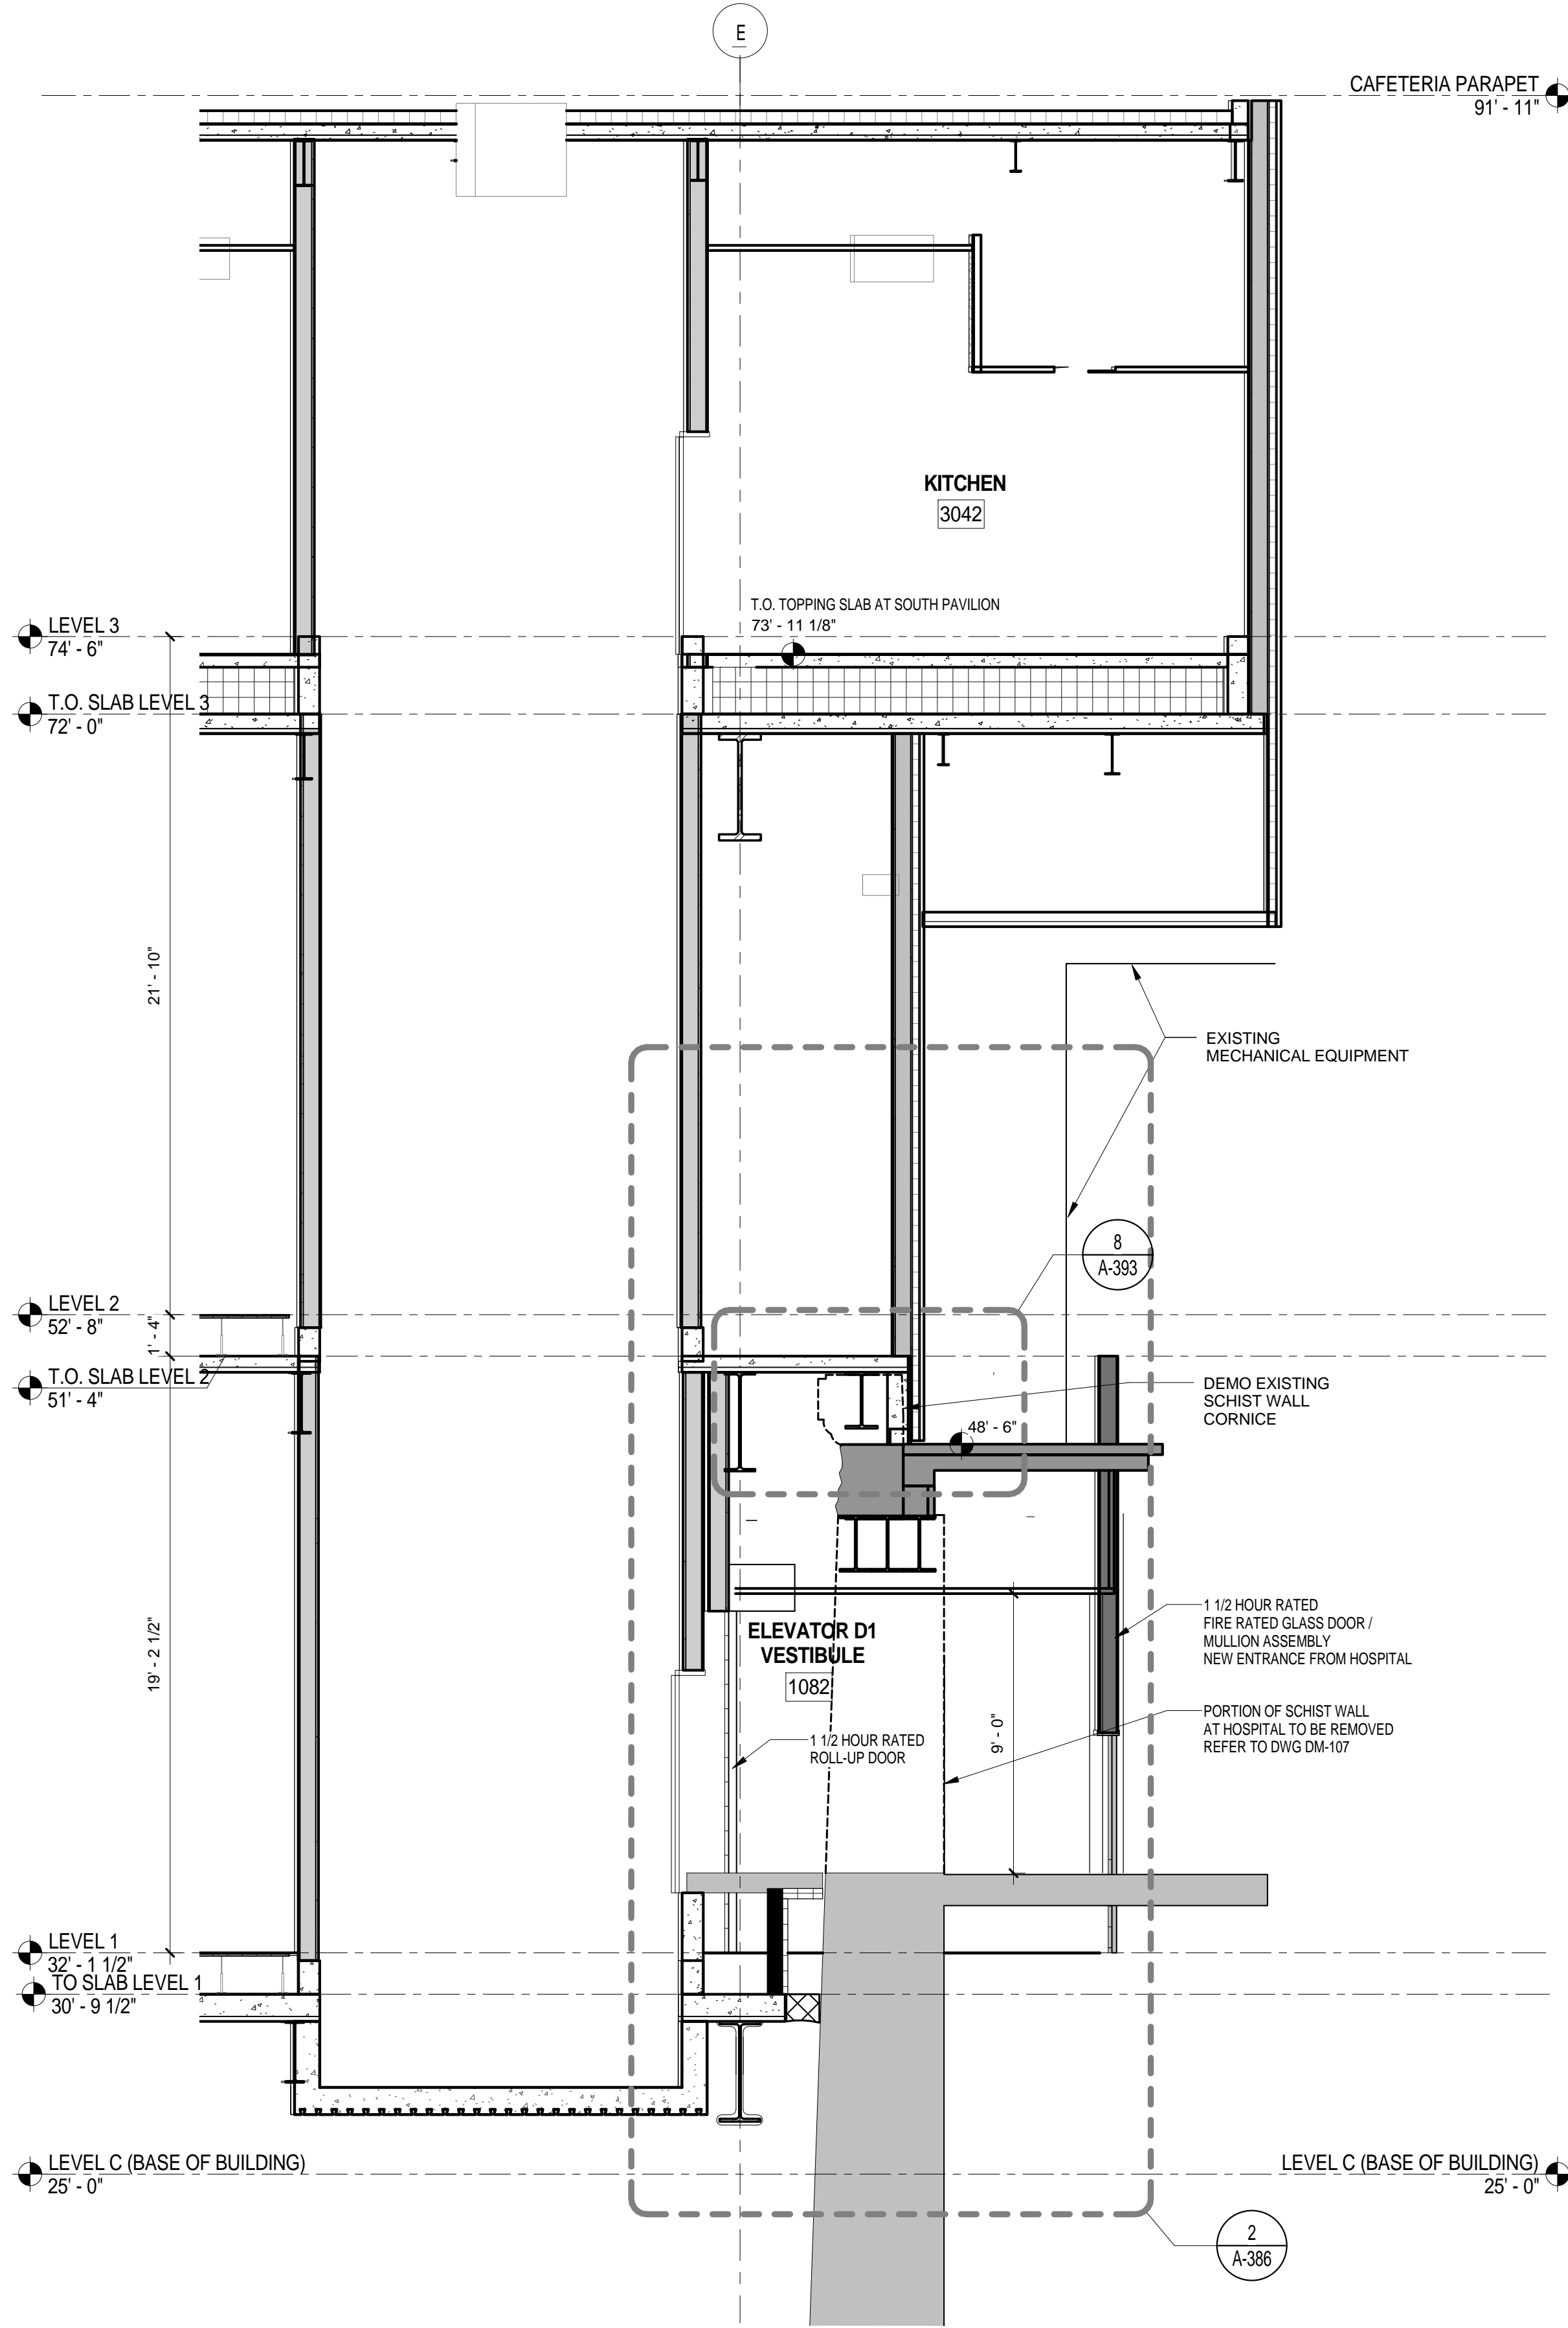 E
CAFETERIA PARAPET
91' - 11"
KITCHEN
3042
T.O. TOPPING SLAB AT SOUTH PAVILION
73' - 11 1/8"
LEVEL 3
74' - 6"
T.O. SLAB LEVEL 3
72' - 0"
21' - 10"
EXISTING
MECHANICAL EQUIPMENT
8
A-393
LEVEL 2
52' - 8"
1' - 4"
T.O. SLAB LEVEL 2
51' - 4"
DEMO EXISTING
SCHIST WALL
CORNICE
48' - 6"
19' - 2 1/2"
1 1/2 HOUR RATED
FIRE RATED GLASS DOOR /
MULLION ASSEMBLY
NEW ENTRANCE FROM HOSPITAL
ELEVATOR D1
VESTIBULE
1082
PORTION OF SCHIST WALL
AT HOSPITAL TO BE REMOVED
REFER TO DWG DM-107
9' - 0"
1 1/2 HOUR RATED
ROLL-UP DOOR
LEVEL 1
32' - 1 1/2"
TO SLAB LEVEL 1
30' - 9 1/2"
LEVEL C (BASE OF BUILDING)
25' - 0"
LEVEL C (BASE OF BUILDING)
25' - 0"
2
A-386